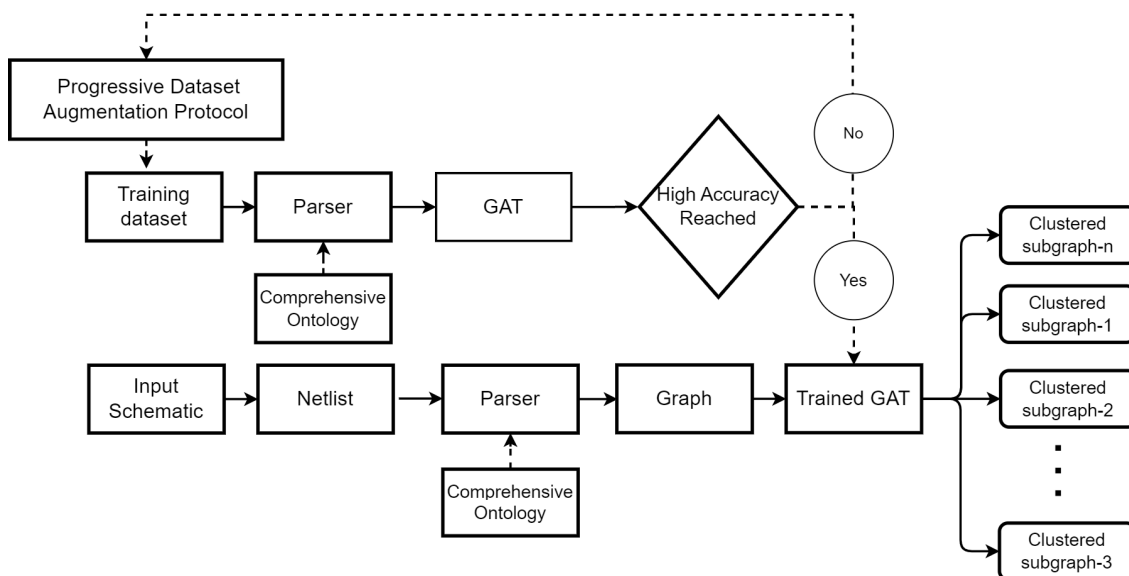 Progressive Dataset
Augmentation Protocol
No
Training
dataset
Parser
GAT
High Accuracy
Reached
Clustered
subgraph-n
Comprehensive
Ontology
Yes
Clustered
subgraph-1
Input
Schematic
Netlist
Parser
Graph
Trained GAT
Clustered
subgraph-2
Comprehensive
Ontology
Clustered
subgraph-3